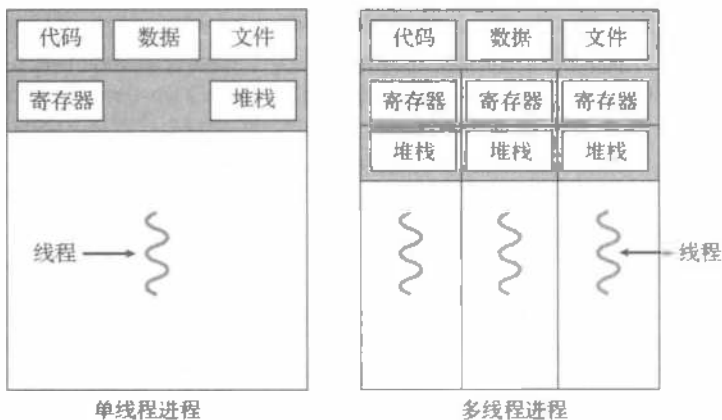 代码 数据 文件
寄存器 堆栈
线程
单线程进程
代码 数据 文件
寄存器 寄存器 寄存器
堆栈 堆栈 堆栈
线程
多线程进程